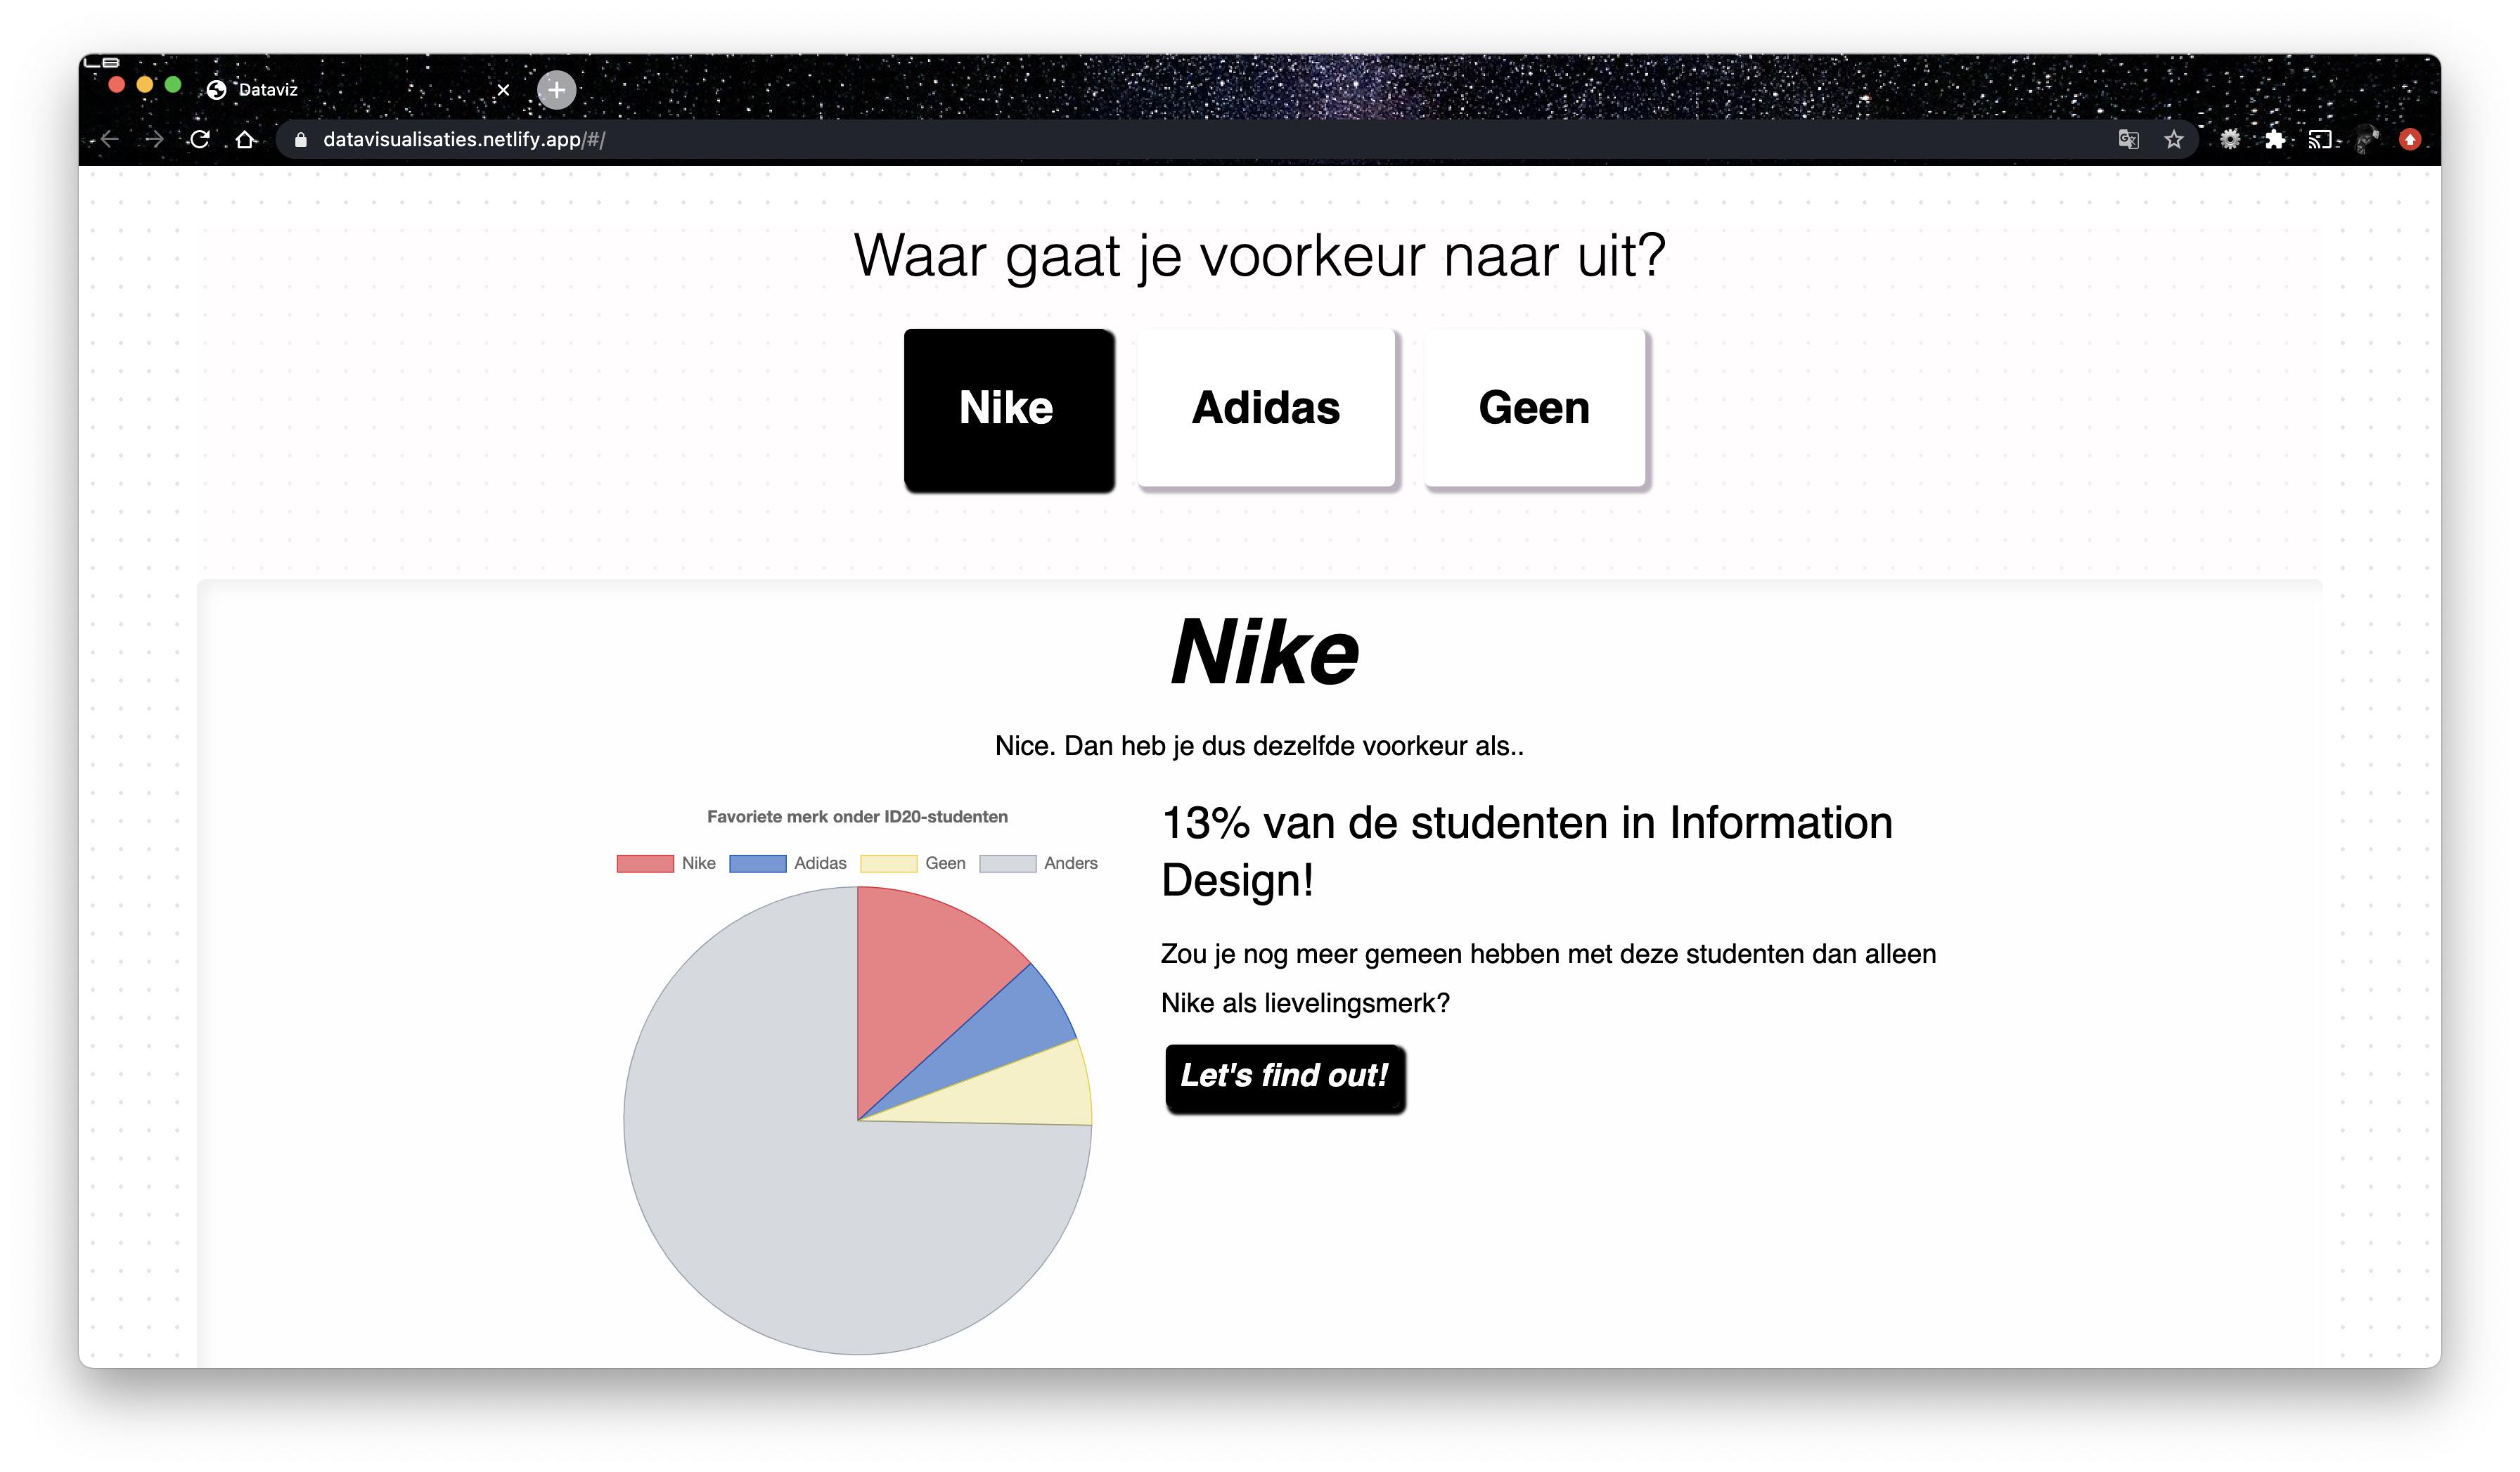 Dataviz
datavisualisaties.netlify.app/#/
Waar gaat je voorkeur naar uit?
Nike Adidas Geen
Nike
Nice. Dan heb je dus dezelfde voorkeur als..
Favoriete merk onder ID20-studenten
Nike Adidas Geen Anders
13% van de studenten in Information
Design!
Zou je nog meer gemeen hebben met deze studenten dan alleen
Nike als lievelingsmerk?
Let's find out!